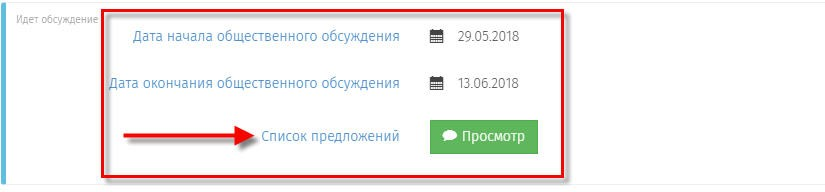 Идет обсуждение
Дата начала общественного обсуждения 29.05.2018
Дата окончания общественного обсуждения 13.06.2018
Список предложений Просмотр